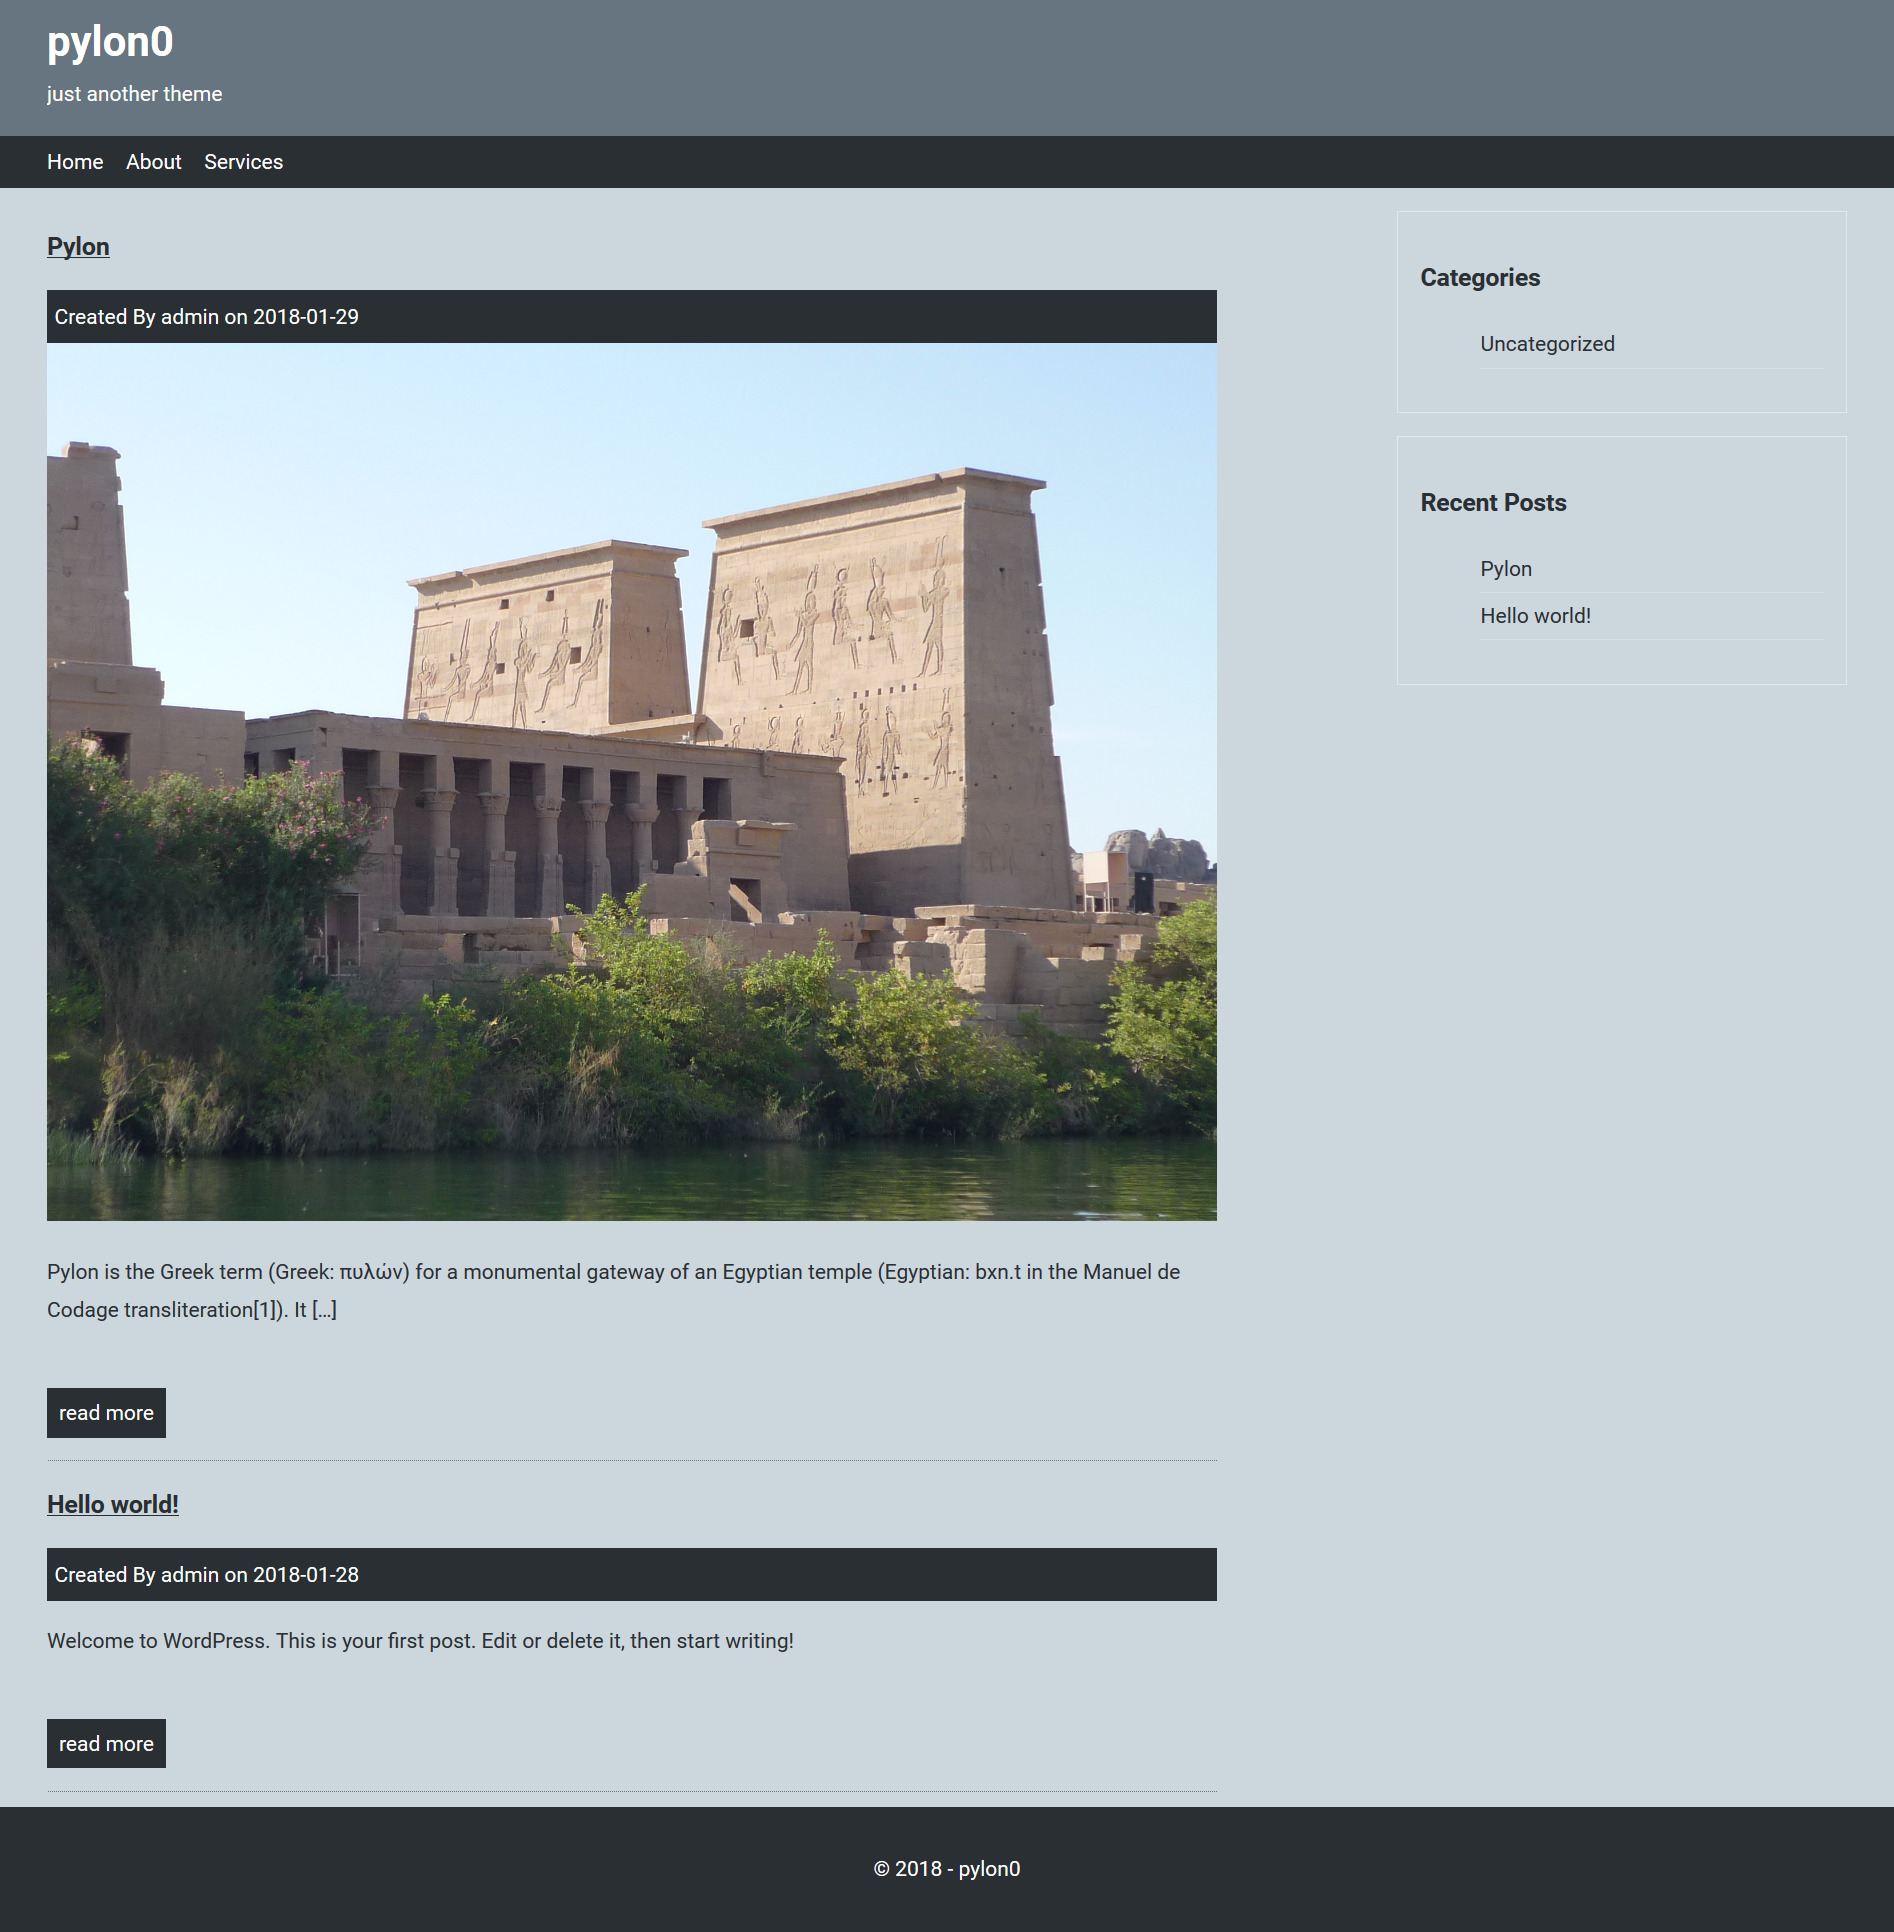 pylon0
just another theme
Home About Services
Pylon
Created By admin on 2018-01-29
Pylon is the Greek term (Greek: πυλών) for a monumental gateway of an Egyptian temple (Egyptian: bxn.t in the Manuel de
Codage transliteration[1]). It [...]
read more
Hello world!
Created By admin on 2018-01-28
Welcome to WordPress. This is your first post. Edit or delete it, then start writing!
read more
Categories
Uncategorized
Recent Posts
Pylon
Hello world!
© 2018 - pylon0